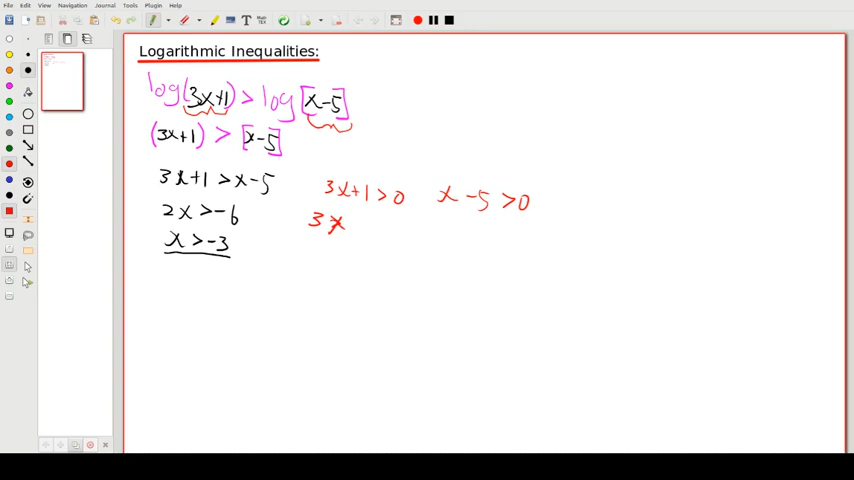 File Edit View Navigation Journal Tools Plugin Help
Logarithmic Inequalities:
log(3x+1) > log[x-5]
(3x+1) > [x-5]
3x+1 > x-5
2x > -6
x > -3
3x+1 > 0 x-5 > 0
3x